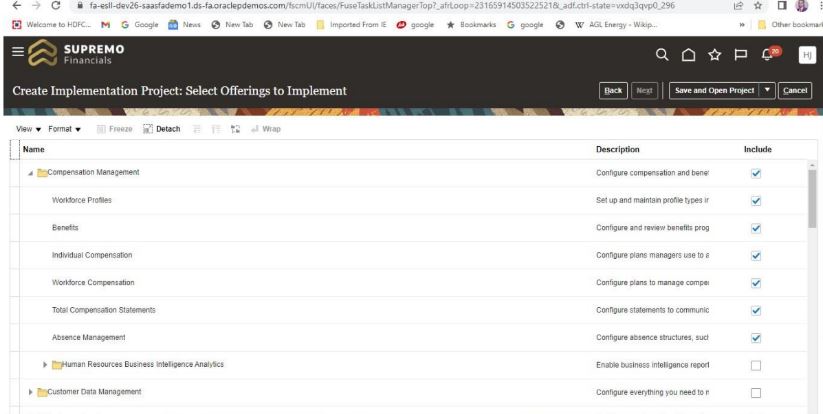 fa-esll-dev26-saasfademo1.ds-fa.oraclepdemos.com/fscmUI/faces/FuseTaskListManagerTop?_afrLoop=23165914503522521&_adf.ctrl-state=vxdq3qvp0_296
Welcome to HDFC... Google News New Tab New Tab Imported From IE google Bookmarks google AGL Energy - Wikip... » Other bookmar
SUPREMO
Financials
20
HJ
Create Implementation Project: Select Offerings to Implement
Back Next Save and Open Project Cancel
View Format Freeze Detach Wrap
Name Description Include
Compensation Management Configure compensation and benef
Workforce Profiles Set up and maintain profile types in
Benefits Configure and review benefits prog
Individual Compensation Configure plans managers use to a
Workforce Compensation Configure plans to manage compe
Total Compensation Statements Configure statements to communic
Absence Management Configure absence structures, such
Human Resources Business Intelligence Analytics Enable business intelligence report
Customer Data Management Configure everything you need to n